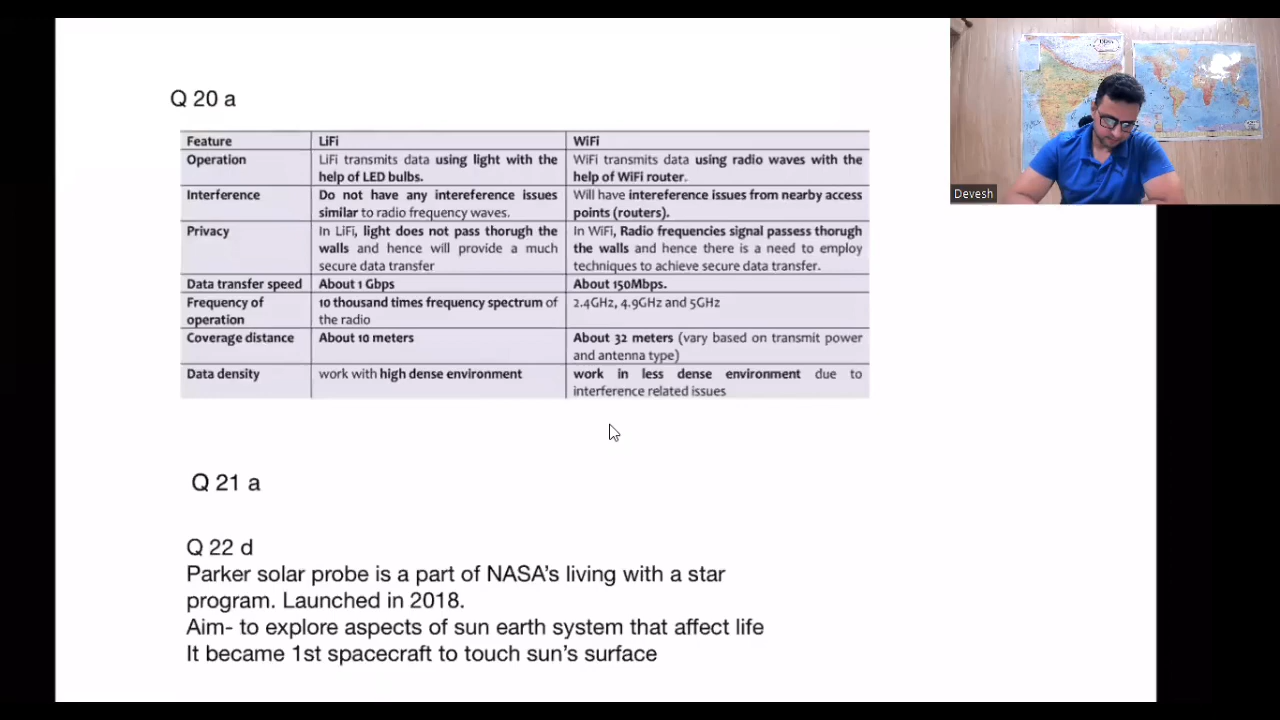 Q 20 a
Feature LiFi WiFi
Operation LiFi transmits data using light with the WiFi transmits data using radio waves with the
help of LED bulbs. help of WiFi router.
Interference Do not have any intereference issues Will have intereference issues from nearby access
similar to radio frequency waves. points (routers).
Privacy In LiFi, light does not pass thorugh the In WiFi, Radio frequencies signal passess thorugh
walls and hence will provide a much the walls and hence there is a need to employ
secure data transfer techniques to achieve secure data transfer.
Data transfer speed About 1 Gbps About 150Mbps.
Frequency of 10 thousand times frequency spectrum of 2.4GHz, 4.9GHz and 5GHz
operation the radio
Coverage distance About 10 meters About 32 meters (vary based on transmit power
and antenna type)
Data density work with high dense environment work in less dense environment due to
interference related issues
Q 21 a
Q 22 d
Parker solar probe is a part of NASA's living with a star
program. Launched in 2018.
Aim- to explore aspects of sun earth system that affect life
It became 1st spacecraft to touch sun's surface
Devesh